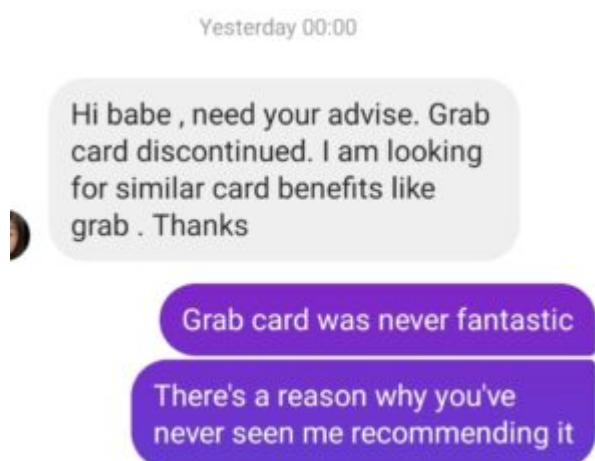 Yesterday 00:00
Hi babe , need your advise. Grab
card discontinued. I am looking
for similar card benefits like
grab . Thanks
Grab card was never fantastic
There's a reason why you've
never seen me recommending it